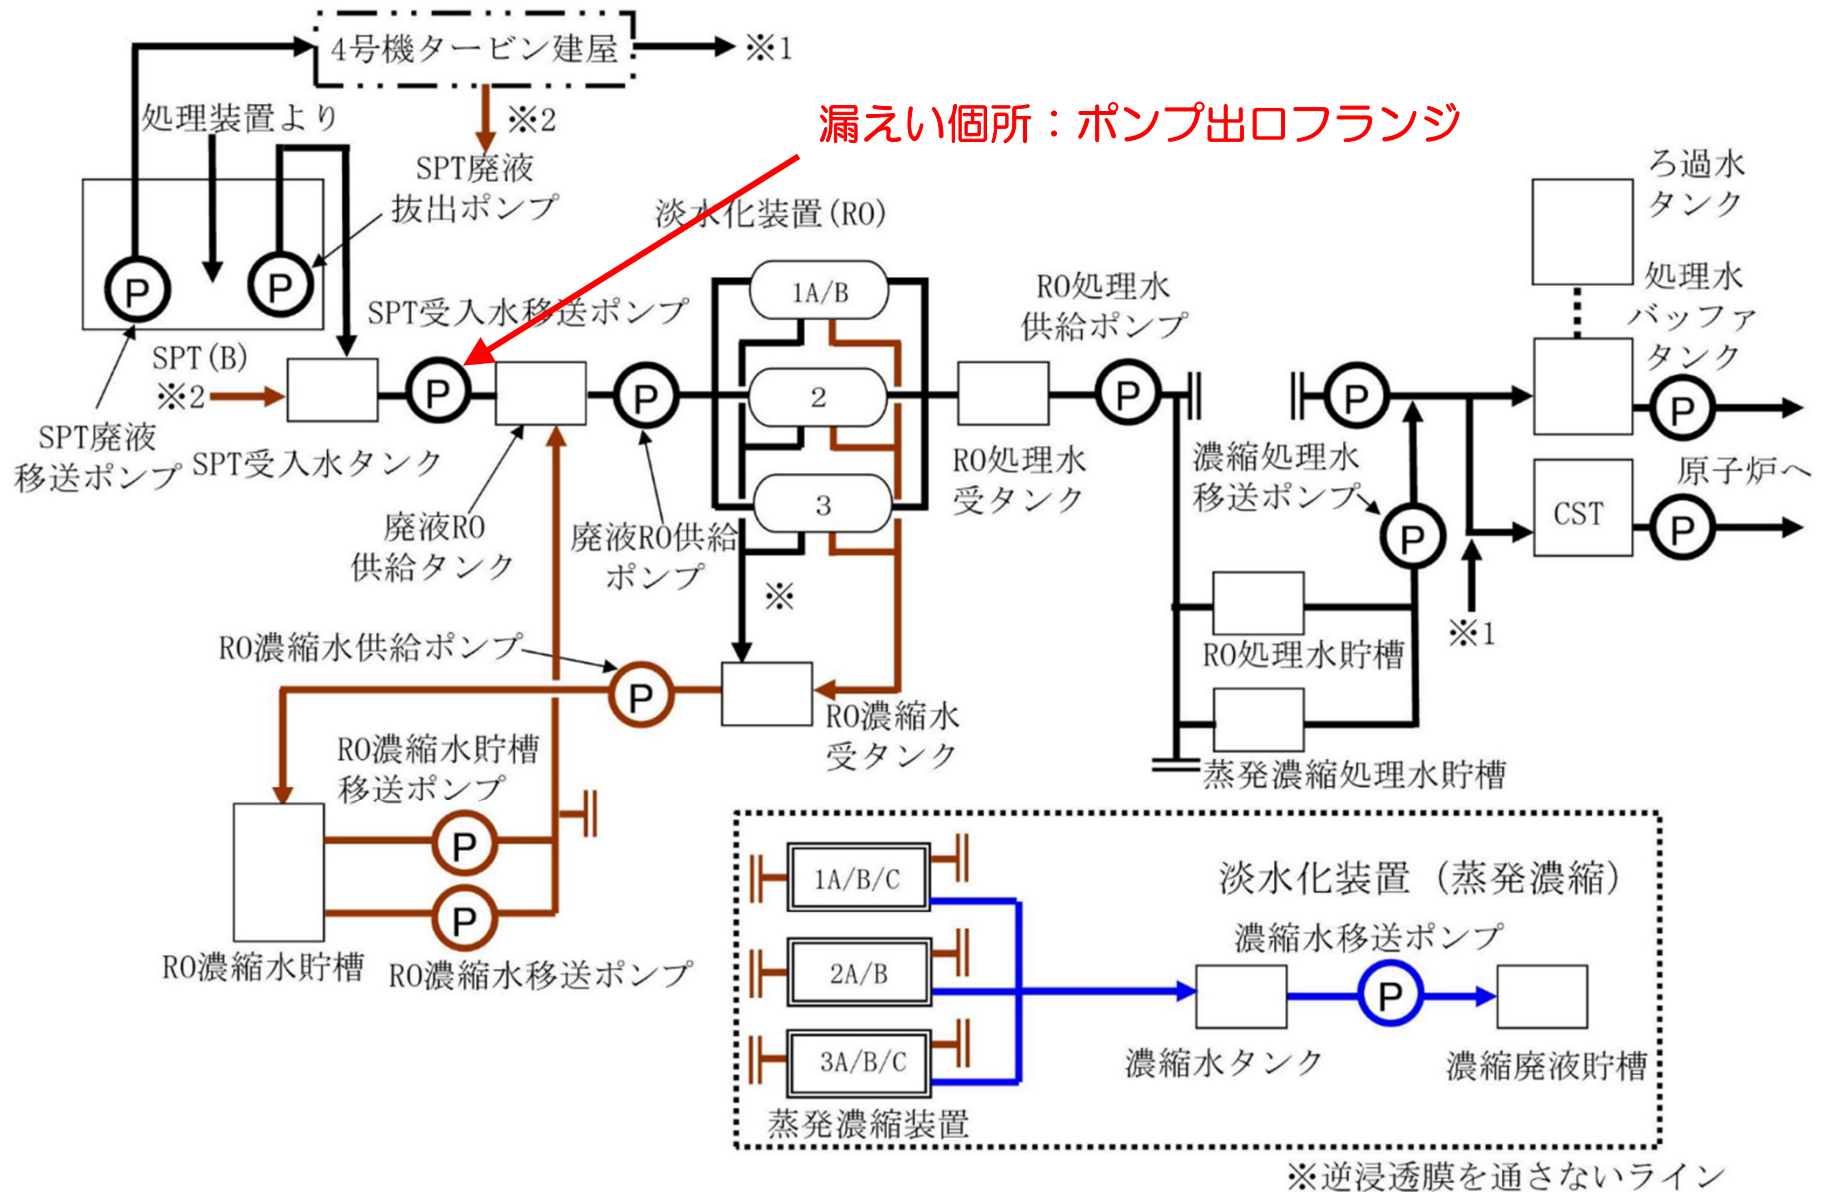 4号機タービン建屋
※1
処理装置より
※2
漏えい個所：ポンプ出口フランジ
SPT廃液
抜出ポンプ
淡水化装置(RO)
ろ過水
タンク
P
P
1A/B
RO処理水
供給ポンプ
処理水
バッファ
タンク
SPT受入水移送ポンプ
SPT(B)
※2
P
P
2
P
P
P
SPT廃液
移送ポンプ
SPT受入水タンク
RO処理水
受タンク
濃縮処理水
移送ポンプ
原子炉へ
廃液RO
供給タンク
廃液RO供給
ポンプ
3
P
CST
P
※
※1
RO濃縮水供給ポンプ
P
RO処理水貯槽
RO濃縮水
受タンク
RO濃縮水貯槽
移送ポンプ
蒸発濃縮処理水貯槽
P
P
RO濃縮水貯槽
RO濃縮水移送ポンプ
1A/B/C
淡水化装置（蒸発濃縮）
濃縮水移送ポンプ
2A/B
P
3A/B/C
濃縮水タンク
濃縮廃液貯槽
蒸発濃縮装置
※逆浸透膜を通さないライン